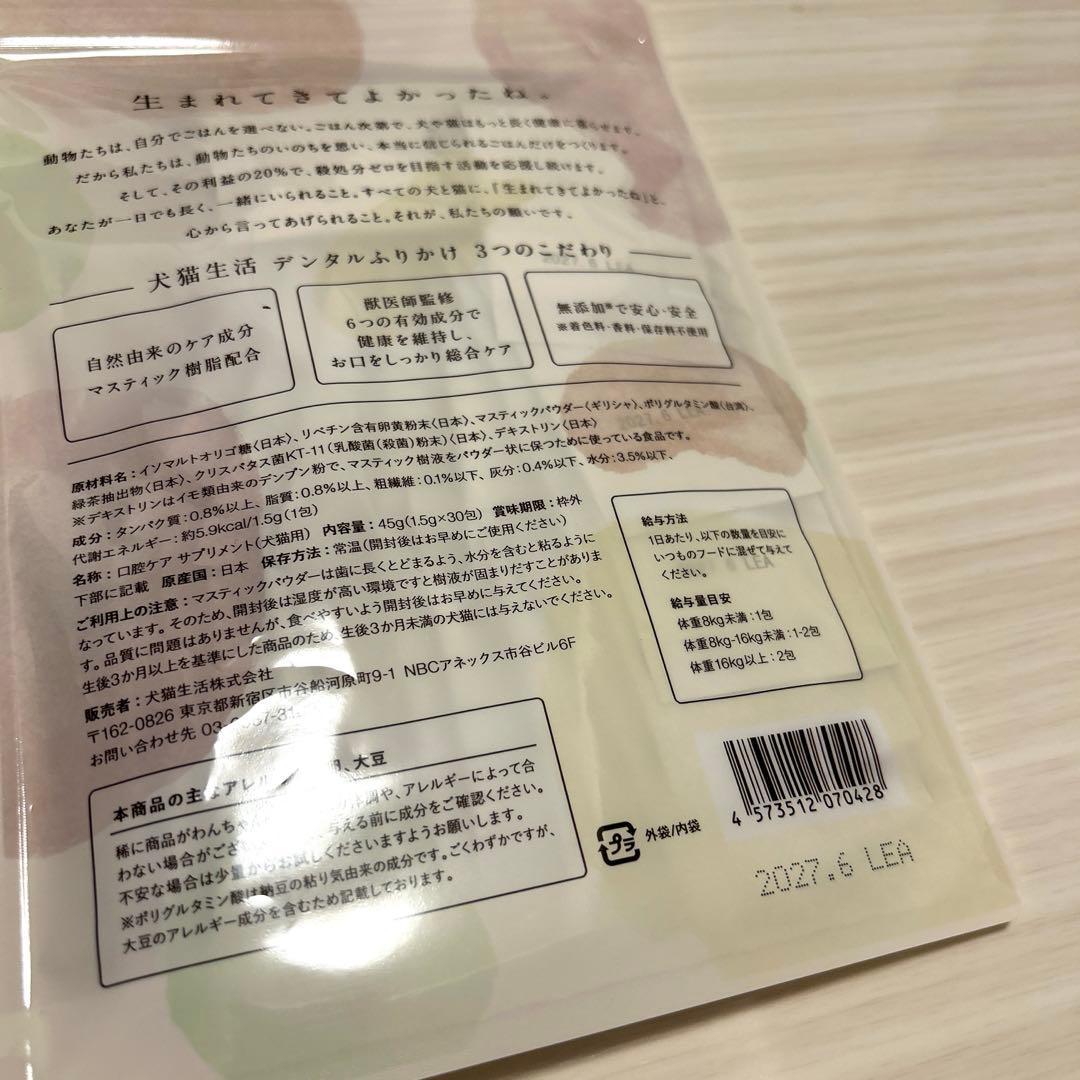 生まれてきてよかったね。
動物たちは、自分でごはんを選べない。ごはん次第で、犬や猫はもっと長く健康に暮らせます。
だから私たちは、動物たちのいのちを思い、本当に信じられるごはんだけをつくります。
そして、その利益の20%で、殺処分ゼロを目指す活動を応援し続けます。
あなたが一日でも長く、一緒にいられること。すべての犬と猫に、「生まれてきてよかったね」と、
心から言ってあげられること。それが、私たちの願いです。
犬猫生活 デンタルふりかけ 3つのこだわり
自然由来のケア成分
マスティック樹脂配合
獣医師監修
6つの有効成分で
健康を維持し、
お口をしっかり総合ケア
無添加※で安心・安全
※着色料・香料・保存料不使用
原材料名：イソマルトオリゴ糖〈日本〉、リベチン含有卵黄粉末〈日本〉、マスティックパウダー〈ギリシャ〉、ポリグルタミン酸〈台湾〉、
緑茶抽出物〈日本〉、クリスパタス菌KT-11（乳酸菌（殺菌）粉末）〈日本〉、デキストリン〈日本〉
※デキストリンはイモ類由来のデンプン粉で、マスティック樹液をパウダー状に保つために使っている食品です。
成分：タンパク質：0.8%以上、脂質：0.8%以上、粗繊維：0.1%以下、灰分：0.4%以下、水分：3.5%以下、
代謝エネルギー：約5.9kcal/1.5g（1包）
名称：口腔ケア サプリメント（犬猫用） 内容量：45g（1.5g×30包） 賞味期限：枠外
下部に記載 原産国：日本 保存方法：常温（開封後はお早めにご使用ください）
ご利用上の注意：マスティックパウダーは歯に長くとどまるよう、水分を含むと粘るように
なっています。そのため、開封後は湿度が高い環境ですと樹液が固まりだすことがありま
す。品質に問題はありませんが、食べやすいよう開封後はお早めに与えてください。
生後3か月以上を基準にした商品のため、生後3か月未満の犬猫には与えないでください。
販売者：犬猫生活株式会社
〒162-0826 東京都新宿区市谷船河原町9-1 NBCアネックス市谷ビル6F
お問い合わせ先 03-
給与方法
1日あたり、以下の数量を目安に
いつものフードに混ぜて与えて
ください。
給与量目安
体重8kg未満：1包
体重8kg-16kg未満：1-2包
体重16kg以上：2包
本商品の主なアレル 、大豆
稀に商品がわんちゃん 、アレルギーによって合
わない場合がござ 与える前に成分をご確認ください。
不安な場合は少量からお試しくださいますようお願いします。
※ポリグルタミン酸は納豆の粘り気由来の成分です。ごくわずかですが、
大豆のアレルギー成分を含むため記載しております。
プラ
外袋/内袋
4 573512 070428
2027.6 LEA